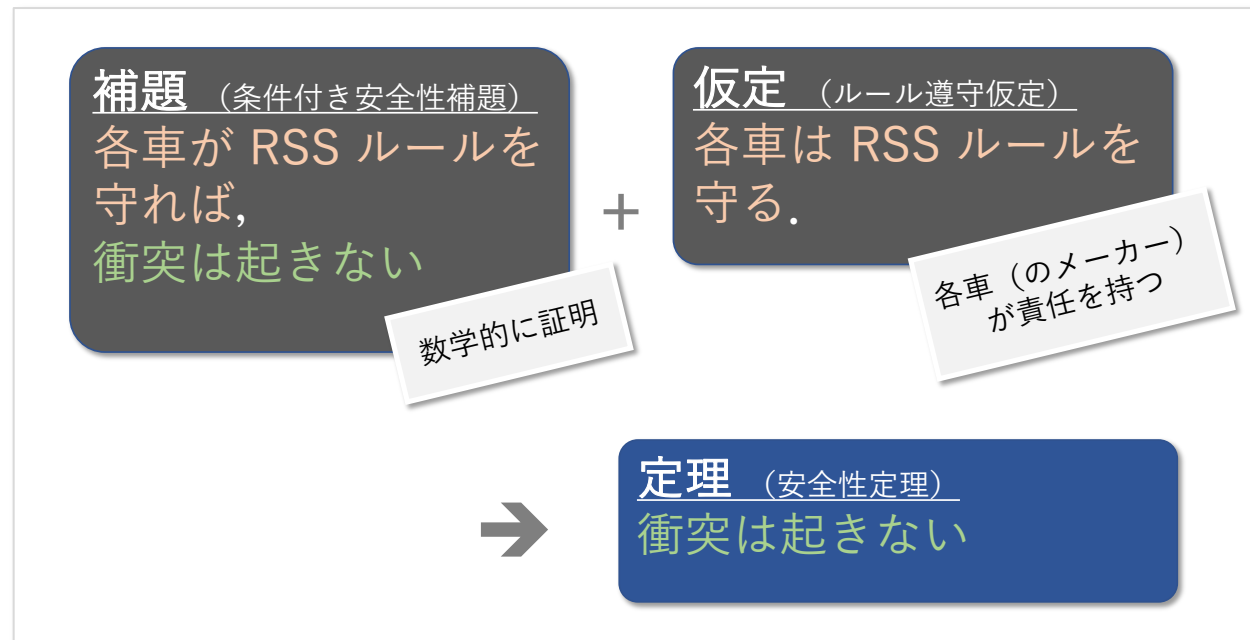 補題 （条件付き安全性補題）
各車が RSS ルールを
守れば,
衝突は起きない
数学的に証明
+
仮定 （ルール遵守仮定）
各車は RSS ルールを
守る.
各車（のメーカー）
が責任を持つ
定理 （安全性定理）
衝突は起きない